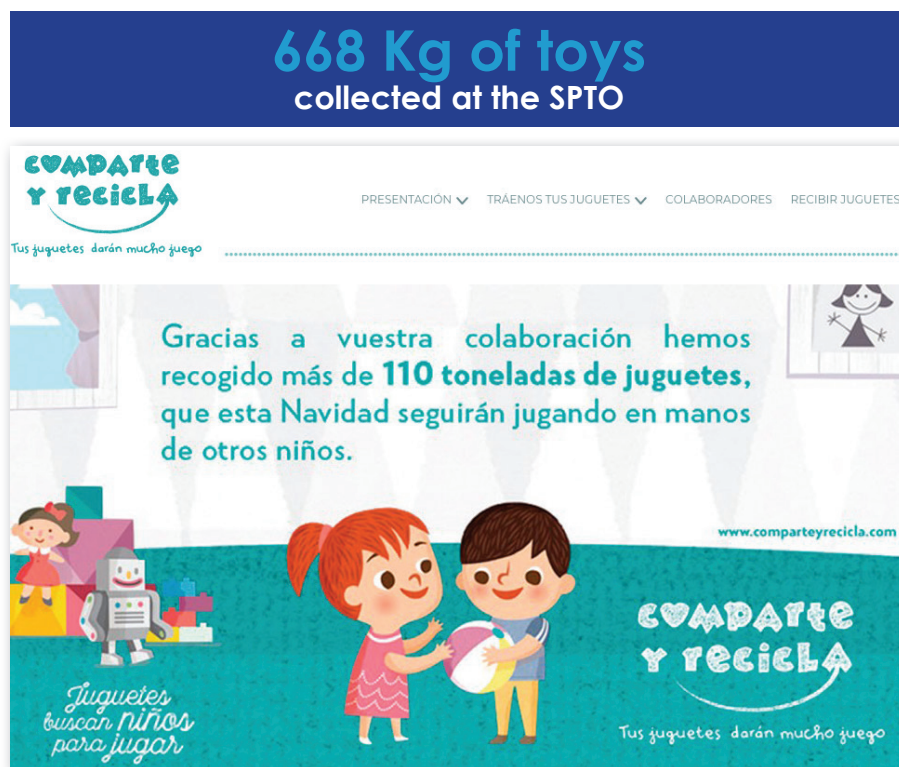 668 Kg of toys
collected at the SPTO
COMPARTE
Y RECICLA
Tus juguetes darán mucho juego
PRESENTACIÓN
TRÁENOS TUS JUGUETES
COLABORADORES
RECIBIR JUGUETES
Gracias a vuestra colaboración hemos
recogido más de 110 toneladas de juguetes,
que esta Navidad seguirán jugando en manos
de otros niños.
www.comparteyrecicla.com
COMPARTE
Y RECICLA
Tus juguetes darán mucho juego
Juguetes
buscan niños
para jugar